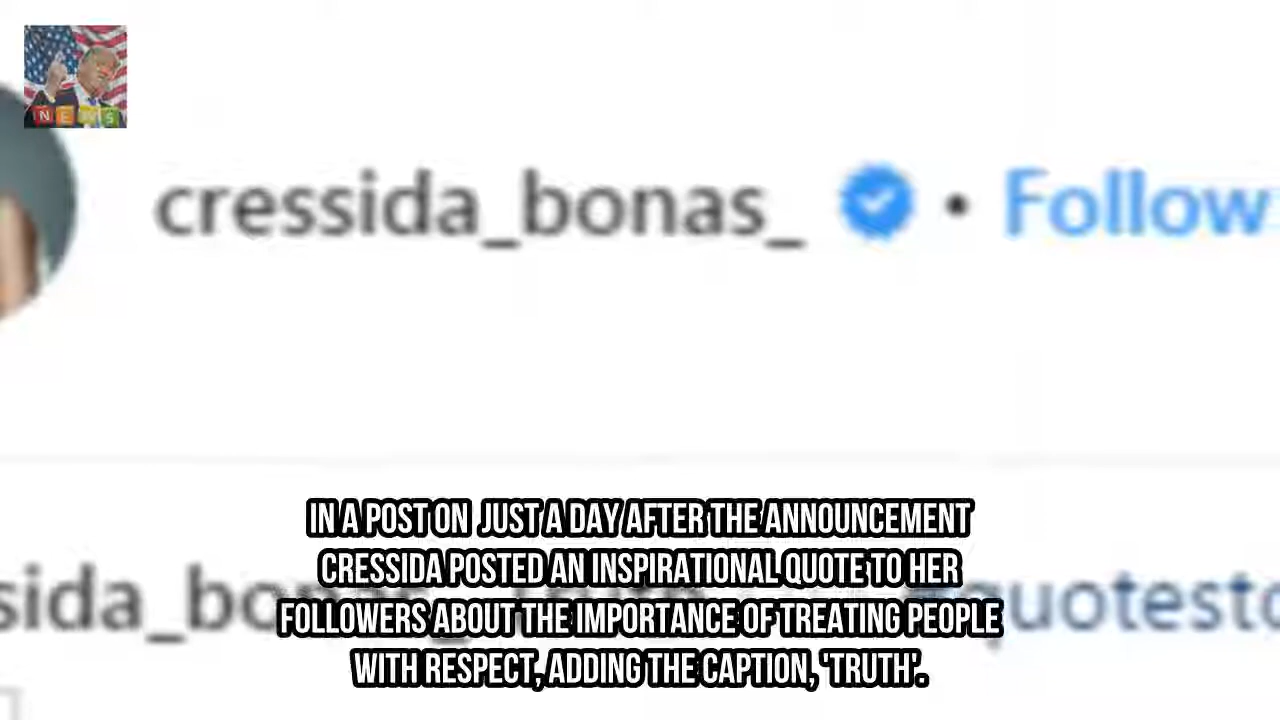 NEWS
cressida_bonas_ • Follow
IN A POST ON JUST A DAY AFTER THE ANNOUNCEMENT
CRESSIDA POSTED AN INSPIRATIONAL QUOTE TO HER
FOLLOWERS ABOUT THE IMPORTANCE OF TREATING PEOPLE
WITH RESPECT, ADDING THE CAPTION, 'TRUTH'.